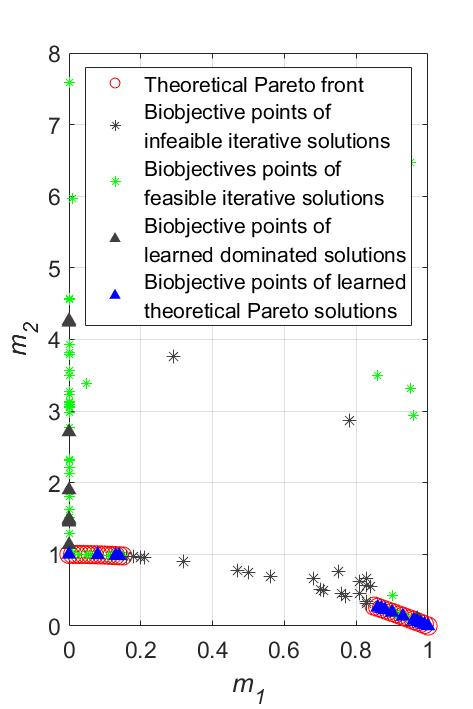 8
7
6
5
4
3
2
1
0
m2
Theoretical Pareto front
Biobjective points of
infeaible iterative solutions
Biobjectives points of
feasible iterative solutions
Biobjective points of
learned dominated solutions
Biobjective points of learned
theoretical Pareto solutions
0 0.2 0.4 0.6 0.8 1
m1